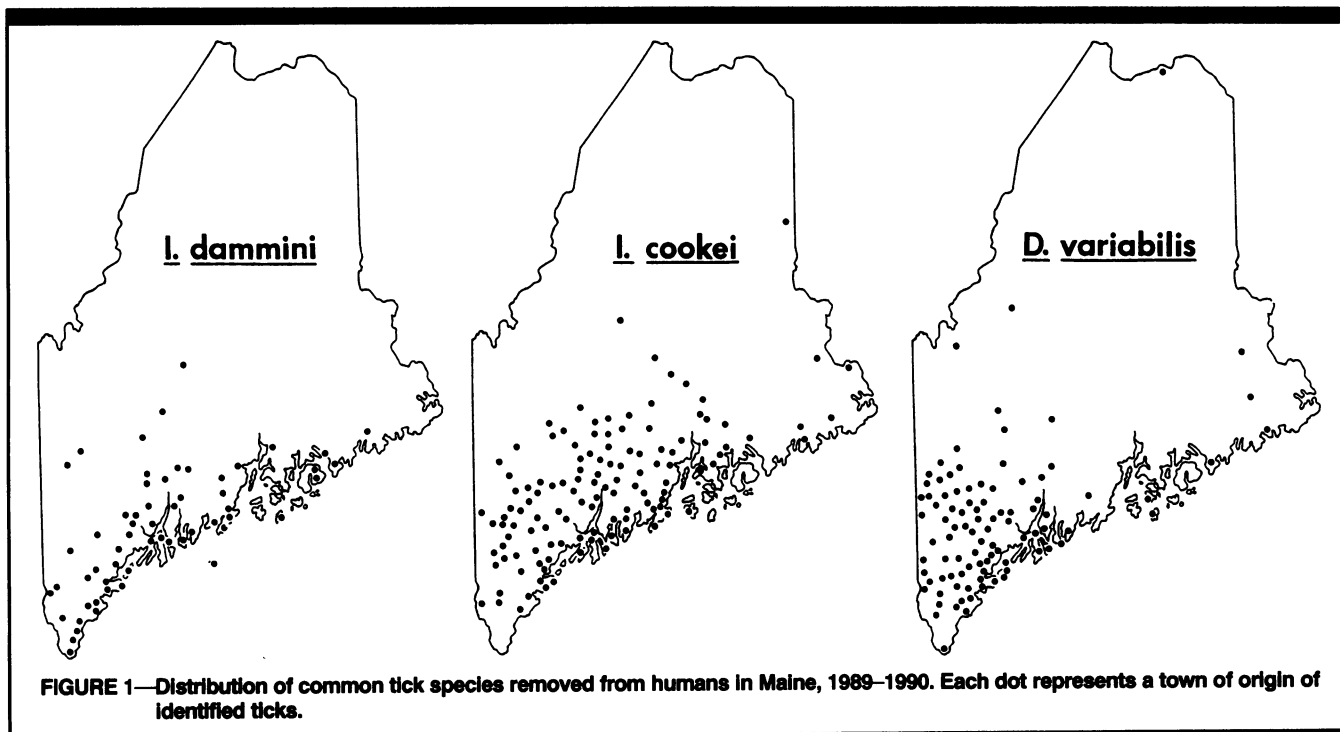 I. dammini
I. cookei
D. variabilis
FIGURE 1—Distribution of common tick species removed from humans in Maine, 1989–1990. Each dot represents a town of origin of
identified ticks.